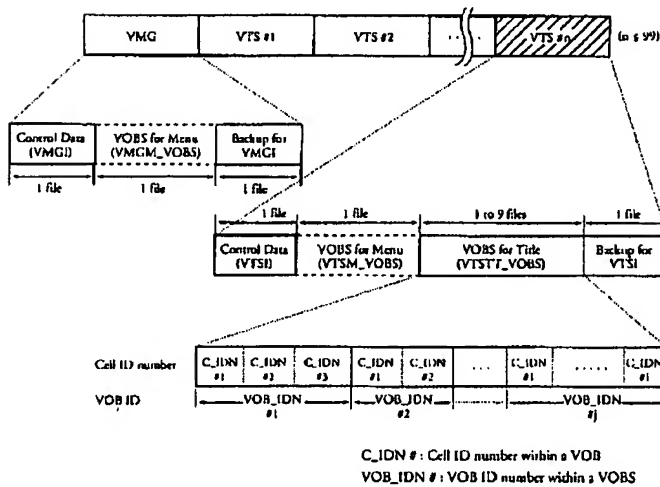 VMG VTS #1 VTS #2 ····· VTS #n (n ≤ 99)
Control Data (VMGI) VOBS for Menu (VMGM_VOBS) Backup for VMGI
1 file 1 file 1 file
1 file 1 file 1 to 9 files 1 file
Control Data (VTSI) VOBS for Menu (VTSM_VOBS) VOBS for Title (VTSTT_VOBS) Backup for VTSI
Cell ID number C_IDN #1 C_IDN #2 C_IDN #3 C_IDN #1 C_IDN #2 ... C_IDN #1 ..... C_IDN #1
VOB ID VOB_IDN #1 VOB_IDN #2 VOB_IDN #j
C_IDN # : Cell ID number within a VOB
VOB_IDN # : VOB ID number within a VOBS